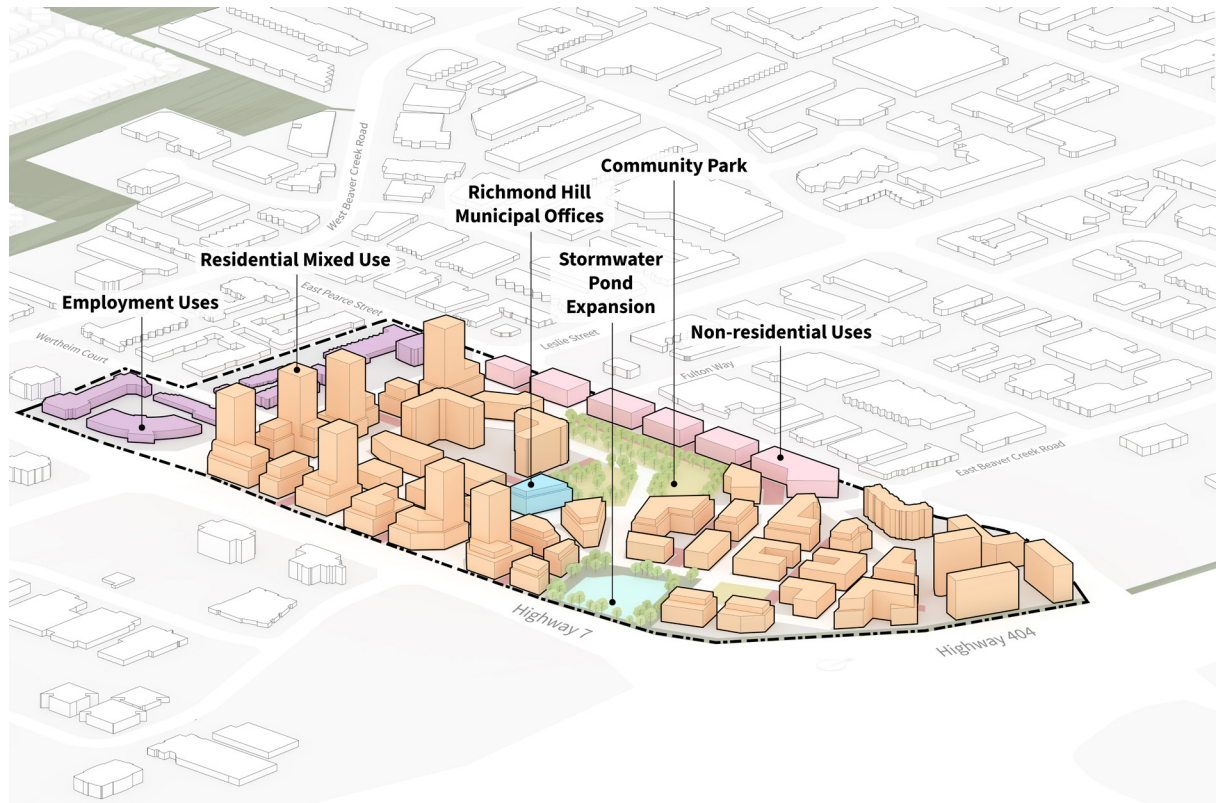 Community Park
Richmond Hill
Municipal Offices
West Beaver Creek Road
Residential Mixed Use
Stormwater
Pond
Expansion
Employment Uses
East Pearce Street
Wertheim Court
Leslie Street
Non-residential Uses
Fulton Way
East Beaver Creek Road
Highway 7
Highway 404